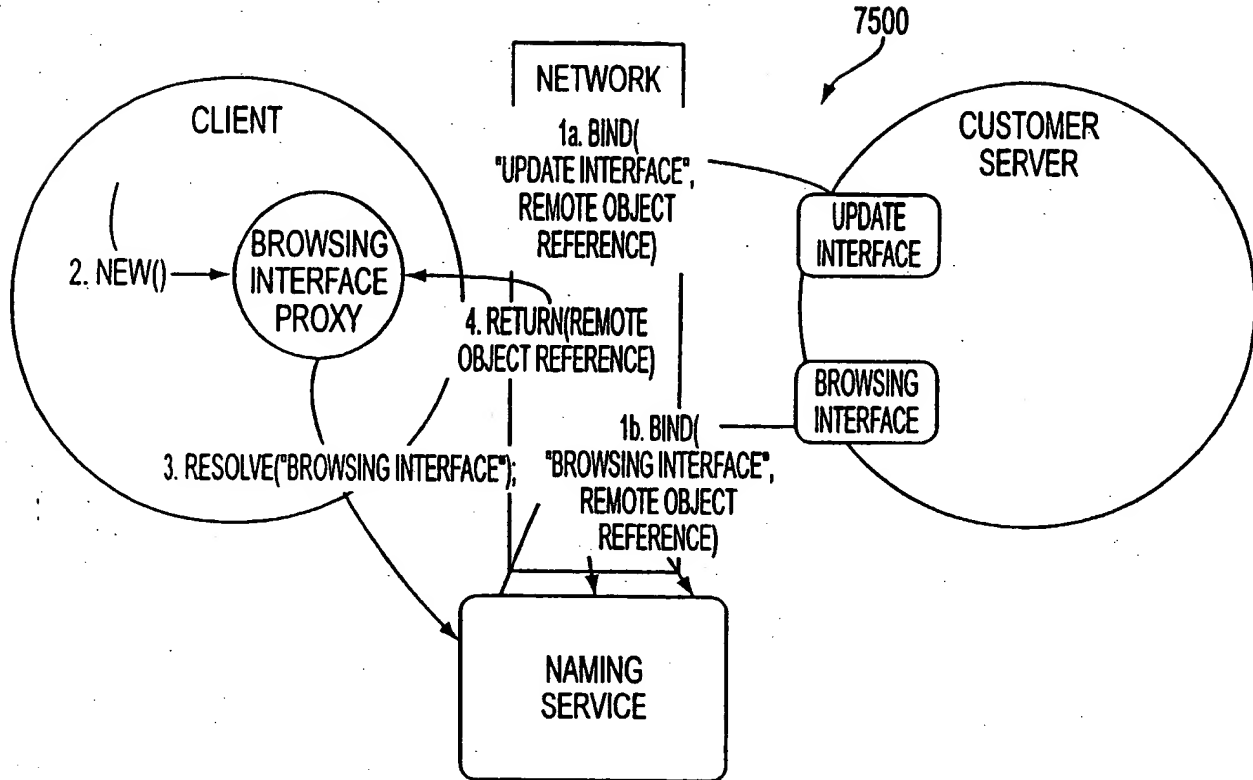 7500
NETWORK
CLIENT
CUSTOMER
SERVER
1a. BIND(
"UPDATE INTERFACE",
REMOTE OBJECT
REFERENCE)
UPDATE
INTERFACE
BROWSING
INTERFACE
PROXY
2. NEW()
4. RETURN(REMOTE
OBJECT REFERENCE)
BROWSING
INTERFACE
1b. BIND(
"BROWSING INTERFACE",
REMOTE OBJECT
REFERENCE)
3. RESOLVE("BROWSING INTERFACE");
NAMING
SERVICE